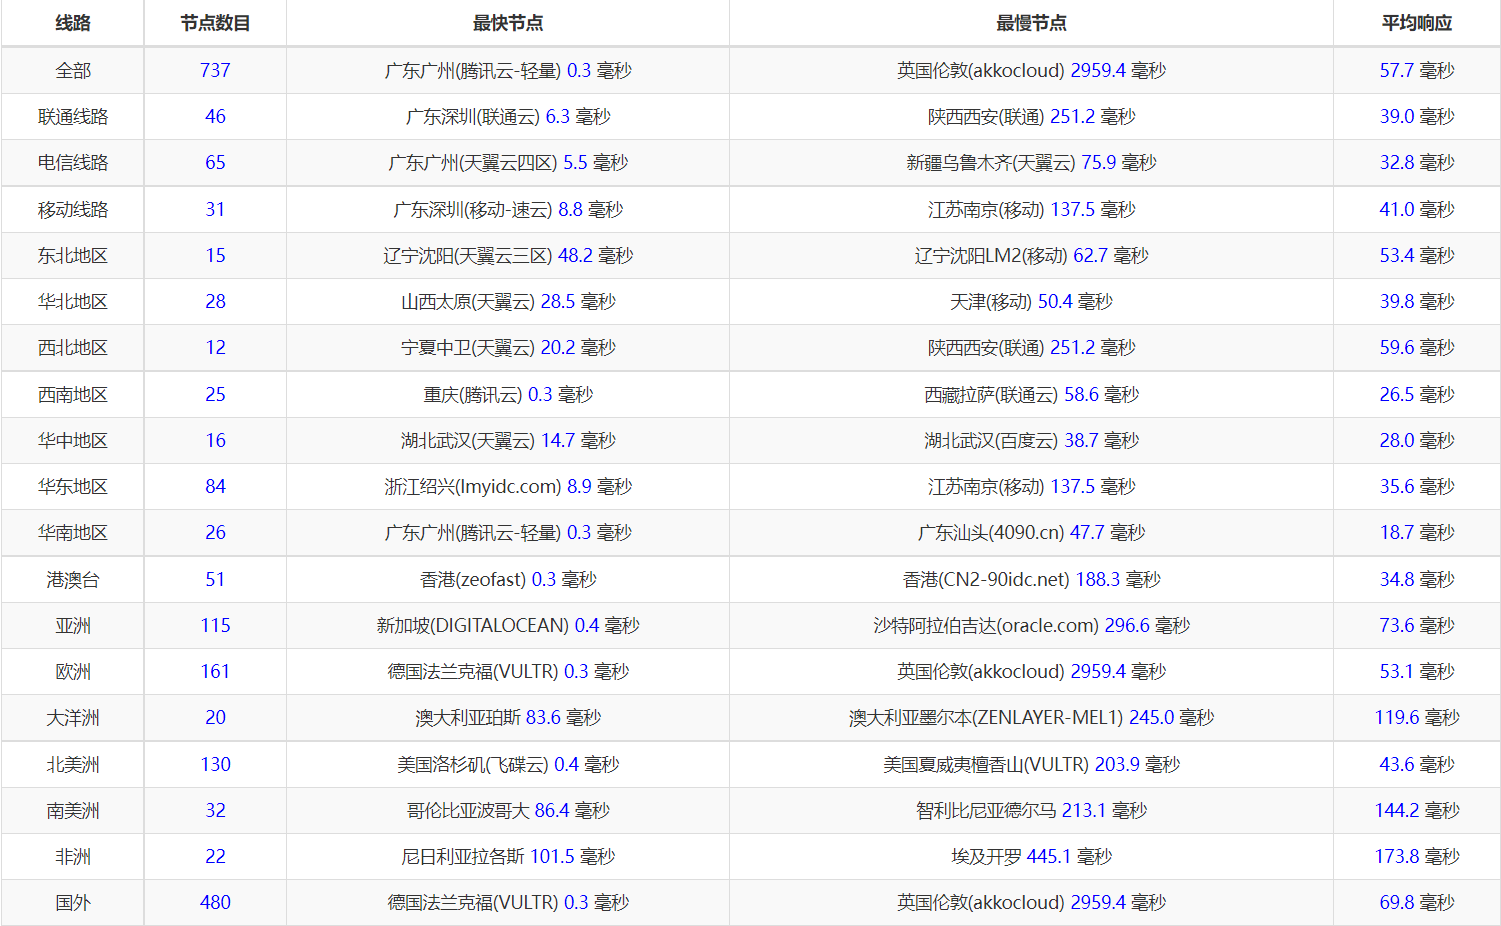 线路 节点数目 最快节点 最慢节点 平均响应
全部 737 广东广州(腾讯云-轻量) 0.3 毫秒 英国伦敦(akkocloud) 2959.4 毫秒 57.7 毫秒
联通线路 46 广东深圳(联通云) 6.3 毫秒 陕西西安(联通) 251.2 毫秒 39.0 毫秒
电信线路 65 广东广州(天翼云四区) 5.5 毫秒 新疆乌鲁木齐(天翼云) 75.9 毫秒 32.8 毫秒
移动线路 31 广东深圳(移动-速云) 8.8 毫秒 江苏南京(移动) 137.5 毫秒 41.0 毫秒
东北地区 15 辽宁沈阳(天翼云三区) 48.2 毫秒 辽宁沈阳LM2(移动) 62.7 毫秒 53.4 毫秒
华北地区 28 山西太原(天翼云) 28.5 毫秒 天津(移动) 50.4 毫秒 39.8 毫秒
西北地区 12 宁夏中卫(天翼云) 20.2 毫秒 陕西西安(联通) 251.2 毫秒 59.6 毫秒
西南地区 25 重庆(腾讯云) 0.3 毫秒 西藏拉萨(联通云) 58.6 毫秒 26.5 毫秒
华中地区 16 湖北武汉(天翼云) 14.7 毫秒 湖北武汉(百度云) 38.7 毫秒 28.0 毫秒
华东地区 84 浙江绍兴(lmyidc.com) 8.9 毫秒 江苏南京(移动) 137.5 毫秒 35.6 毫秒
华南地区 26 广东广州(腾讯云-轻量) 0.3 毫秒 广东汕头(4090.cn) 47.7 毫秒 18.7 毫秒
港澳台 51 香港(zeofast) 0.3 毫秒 香港(CN2-90idc.net) 188.3 毫秒 34.8 毫秒
亚洲 115 新加坡(DIGITALOCEAN) 0.4 毫秒 沙特阿拉伯吉达(oracle.com) 296.6 毫秒 73.6 毫秒
欧洲 161 德国法兰克福(VULTR) 0.3 毫秒 英国伦敦(akkocloud) 2959.4 毫秒 53.1 毫秒
大洋洲 20 澳大利亚珀斯 83.6 毫秒 澳大利亚墨尔本(ZENLAYER-MEL1) 245.0 毫秒 119.6 毫秒
北美洲 130 美国洛杉矶(飞碟云) 0.4 毫秒 美国夏威夷檀香山(VULTR) 203.9 毫秒 43.6 毫秒
南美洲 32 哥伦比亚波哥大 86.4 毫秒 智利比尼亚德尔马 213.1 毫秒 144.2 毫秒
非洲 22 尼日利亚拉各斯 101.5 毫秒 埃及开罗 445.1 毫秒 173.8 毫秒
国外 480 德国法兰克福(VULTR) 0.3 毫秒 英国伦敦(akkocloud) 2959.4 毫秒 69.8 毫秒